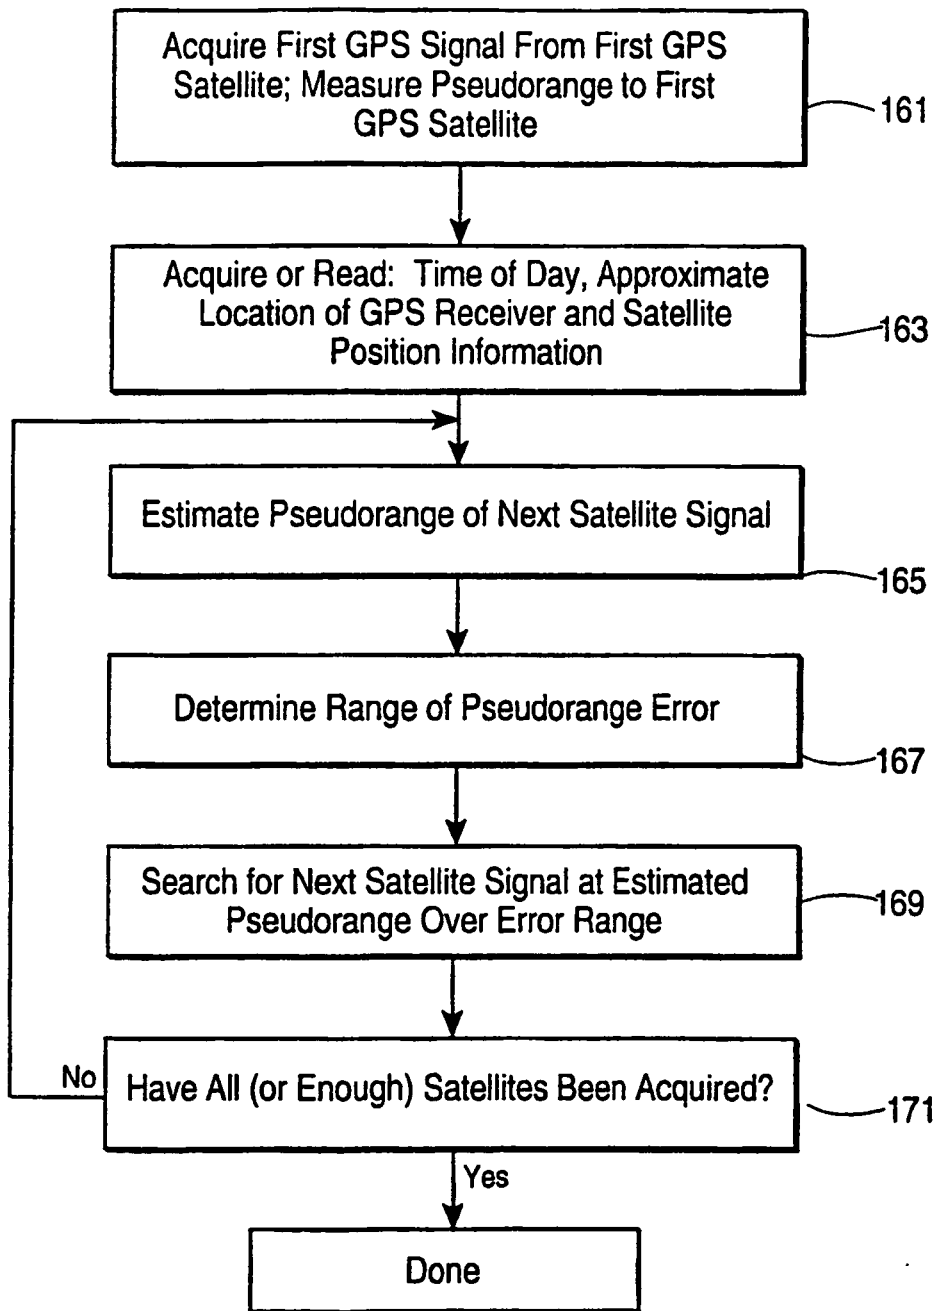 Acquire First GPS Signal From First GPS
Satellite; Measure Pseudorange to First
GPS Satellite
161
Acquire or Read: Time of Day, Approximate
Location of GPS Receiver and Satellite
Position Information
163
Estimate Pseudorange of Next Satellite Signal
165
Determine Range of Pseudorange Error
167
Search for Next Satellite Signal at Estimated
Pseudorange Over Error Range
169
No
Have All (or Enough) Satellites Been Acquired?
171
Yes
Done